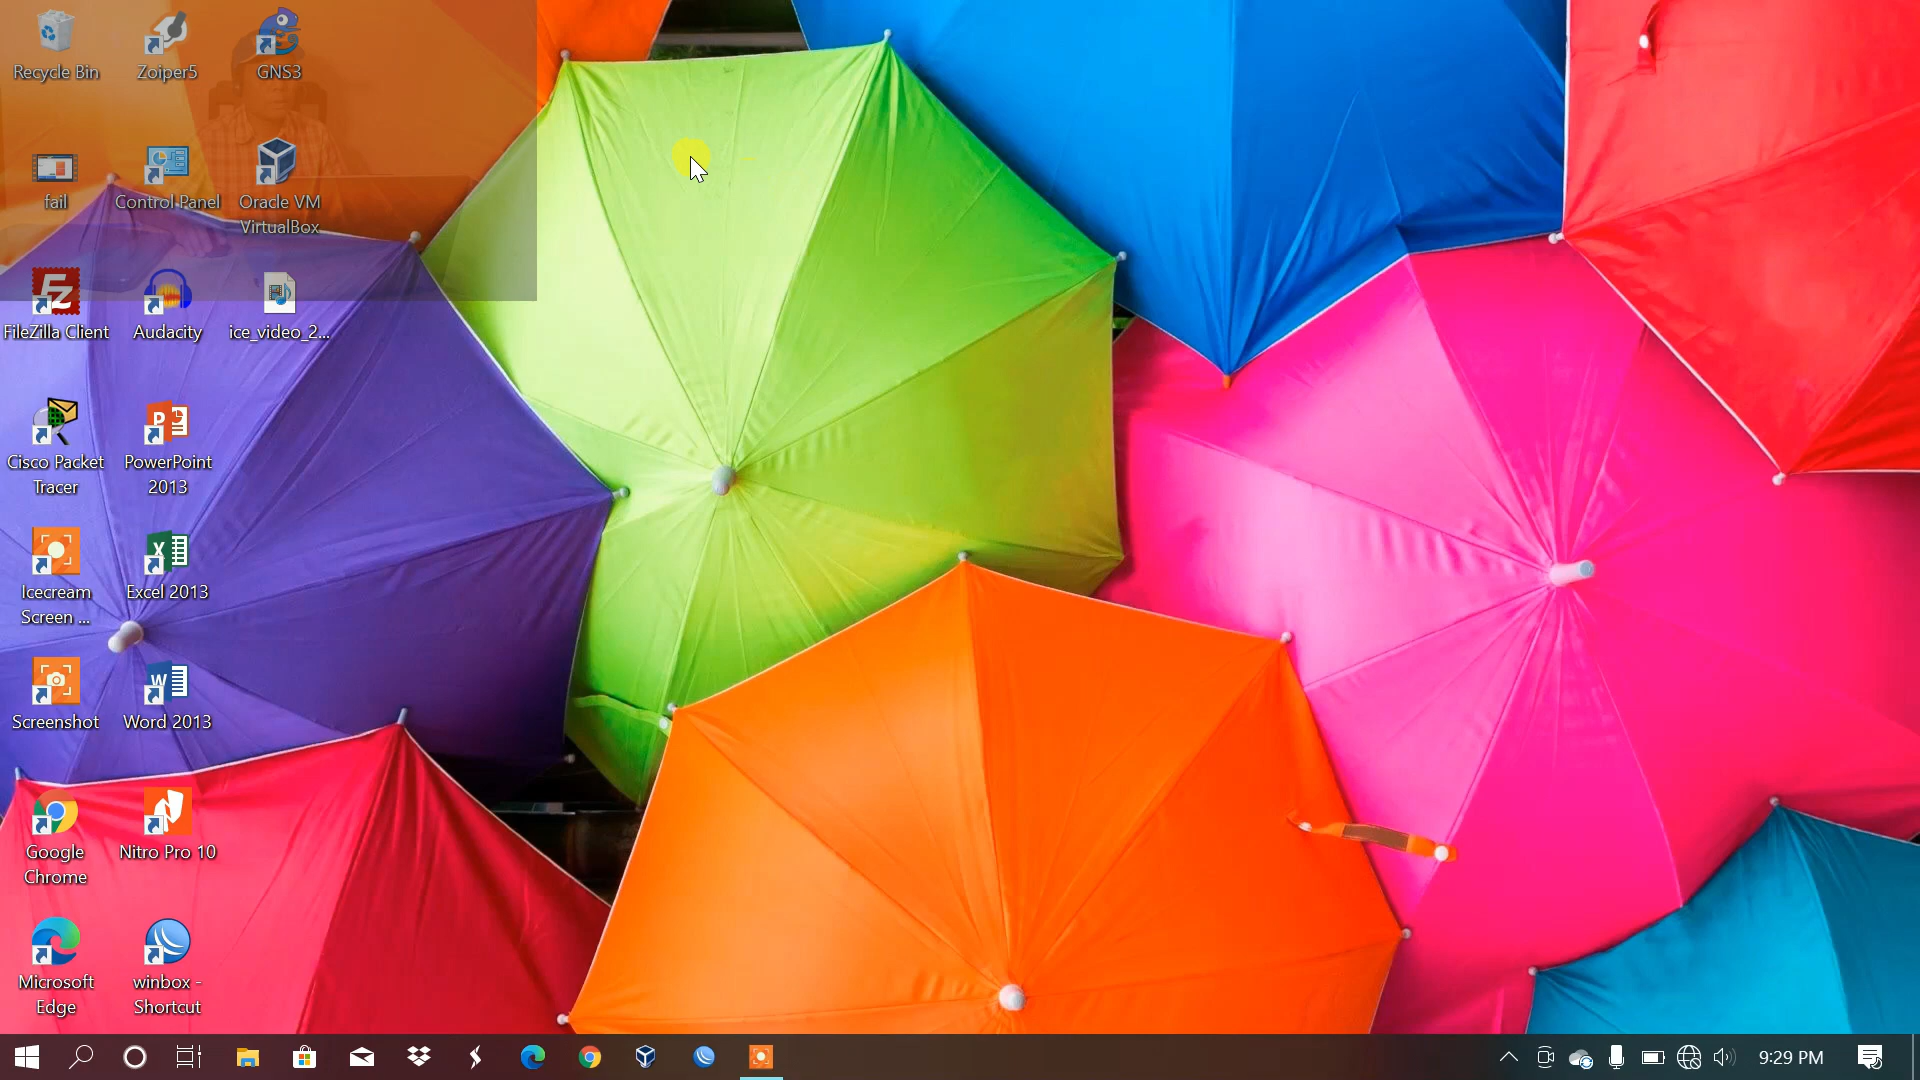 Recycle Bin
Zoiper5
GNS3
fail
Control Panel
Oracle VM
VirtualBox
FileZilla Client
Audacity
ice_video_2...
Cisco Packet
Tracer
PowerPoint
2013
Icecream
Screen ...
Excel 2013
Screenshot
Word 2013
Google
Chrome
Nitro Pro 10
Microsoft
Edge
winbox -
Shortcut
9:29 PM